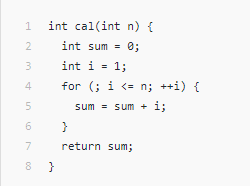 1 int cal(int n) {
2   int sum = 0;
3   int i = 1;
4   for (; i <= n; ++i) {
5     sum = sum + i;
6   }
7   return sum;
8 }